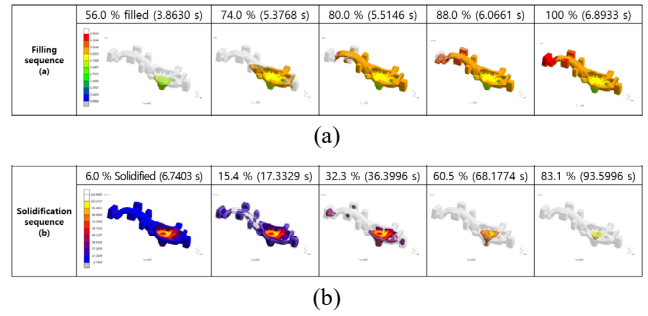 56.0 % filled (3.8630 s) 74.0 % (5.3768 s) 80.0 % (5.5146 s) 88.0 % (6.0661 s) 100 % (6.8933 s)
Filling
sequence
(a)
(a)
6.0 % Solidified (6.7403 s) 15.4 % (17.3329 s) 32.3 % (36.3996 s) 60.5 % (68.1774 s) 83.1 % (93.5996 s)
Solidification
sequence
(b)
(b)